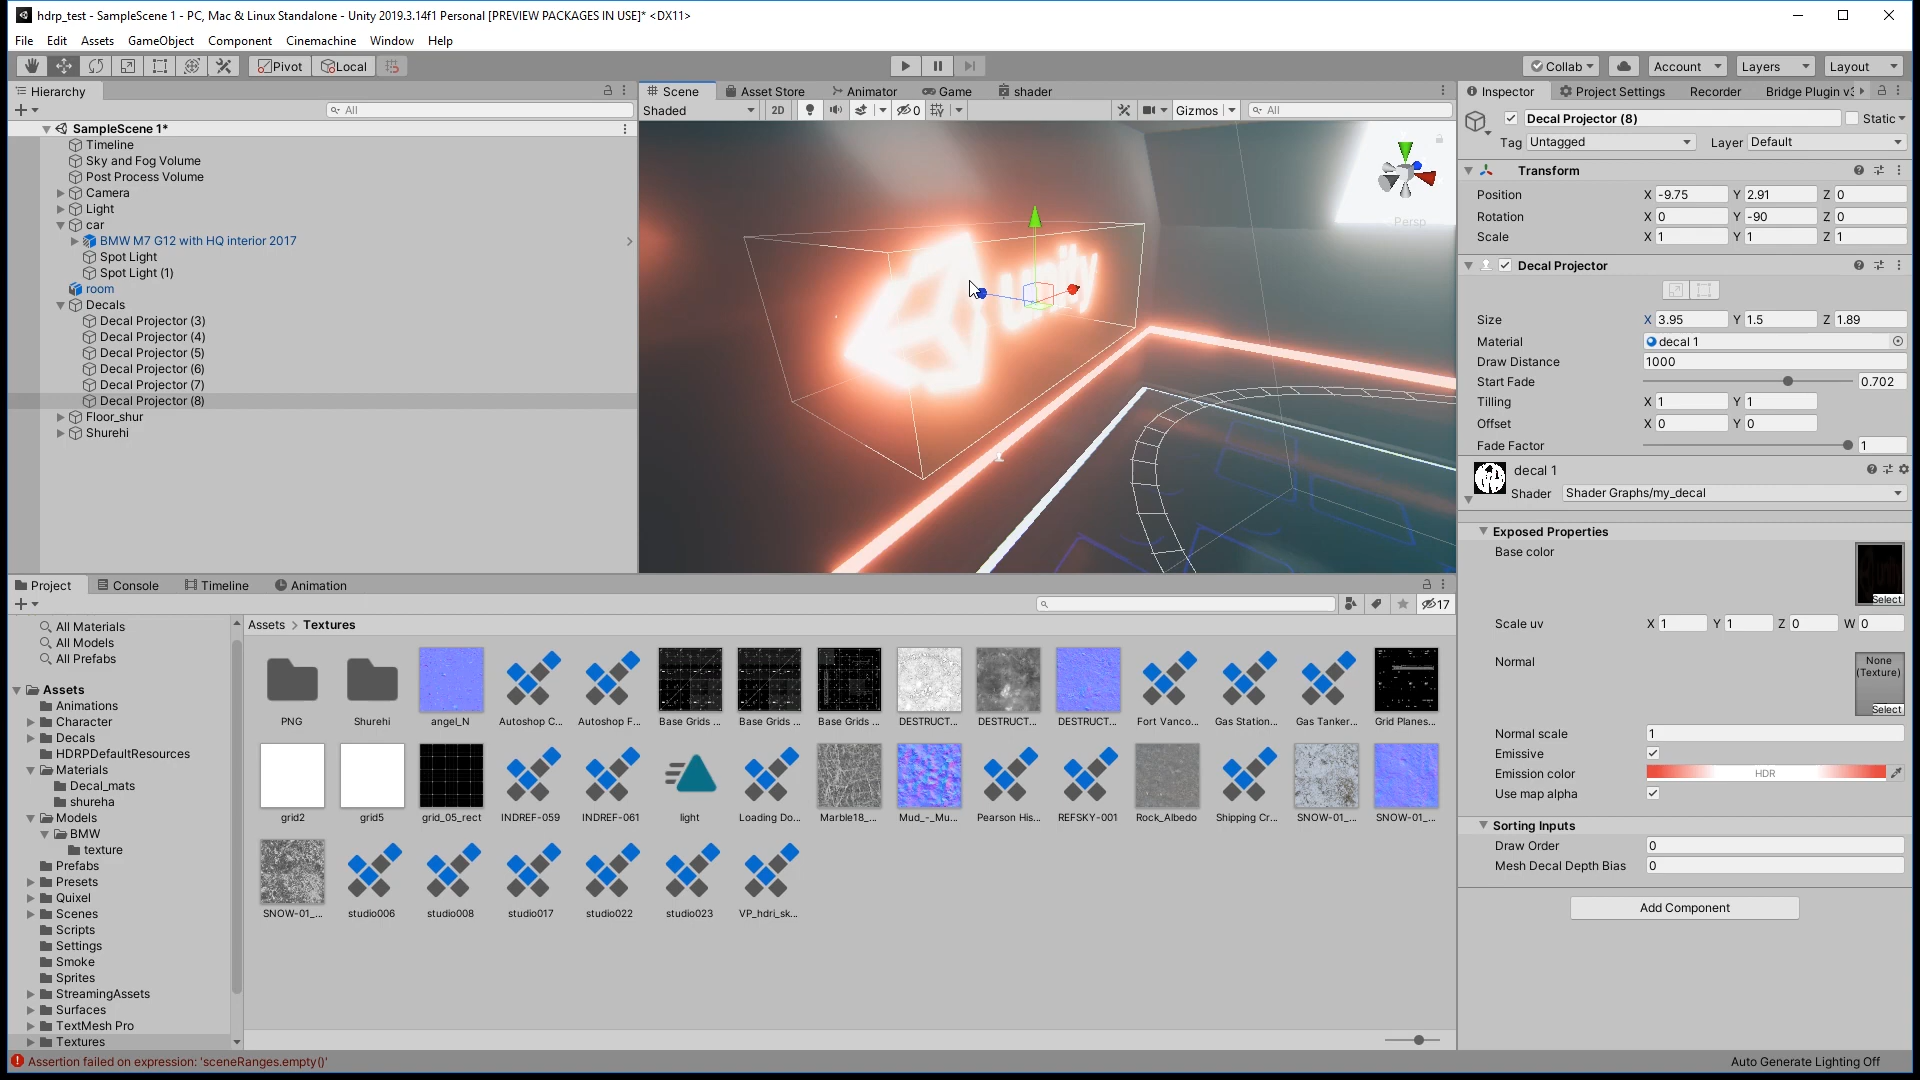 hdrp_test - SampleScene 1 - PC, Mac & Linux Standalone - Unity 2019.3.14f1 Personal [PREVIEW PACKAGES IN USE]* <DX11>
File Edit Assets GameObject Component Cinemachine Window Help
Pivot Local Collab Account Layers Layout
Hierarchy
All
SampleScene 1*
Timeline
Sky and Fog Volume
Post Process Volume
Camera
Light
car
BMW M7 G12 with HQ interior 2017
Spot Light
Spot Light (1)
room
Decals
Decal Projector (3)
Decal Projector (4)
Decal Projector (5)
Decal Projector (6)
Decal Projector (7)
Decal Projector (8)
Floor_shur
Shurehi
Scene Asset Store Animator Game shader
Shaded 2D 0 Gizmos All
unity
Persp
Inspector Project Settings Recorder Bridge Plugin v3
Decal Projector (8) Static
Tag Untagged Layer Default
Transform
Position X -9.75 Y 2.91 Z 0
Rotation X 0 Y -90 Z 0
Scale X 1 Y 1 Z 1
Decal Projector
Size X 3.95 Y 1.5 Z 1.89
Material decal 1
Draw Distance 1000
Start Fade 0.702
Tilling X 1 Y 1
Offset X 0 Y 0
Fade Factor 1
decal 1
Shader Shader Graphs/my_decal
Exposed Properties
Base color
Select
Scale uv X 1 Y 1 Z 0 W 0
Normal
None
(Texture)
Select
Normal scale 1
Emissive
Emission color HDR
Use map alpha
Sorting Inputs
Draw Order 0
Mesh Decal Depth Bias 0
Add Component
Project Console Timeline Animation
17
All Materials
All Models
All Prefabs
Assets
Animations
Character
Decals
HDRPDefaultResources
Materials
Decal_mats
shureha
Models
BMW
texture
Prefabs
Presets
Quixel
Scenes
Scripts
Settings
Smoke
Sprites
StreamingAssets
Surfaces
TextMesh Pro
Textures
Assets > Textures
PNG Shurehi angel_N Autoshop C... Autoshop F... Base Grids ... Base Grids ... Base Grids ... DESTRUCT... DESTRUCT... DESTRUCT... Fort Vanco... Gas Station... Gas Tanker... Grid Planes...
grid2 grid5 grid_05_rect INDREF-059 INDREF-061 light Loading Do... Marble18_... Mud_-_Mu... Pearson His... REFSKY-001 Rock_Albedo Shipping Cr... SNOW-01_... SNOW-01_...
SNOW-01_... studio006 studio008 studio017 studio022 studio023 VP_hdri_sk...
Assertion failed on expression: 'sceneRanges.empty()'
Auto Generate Lighting Off